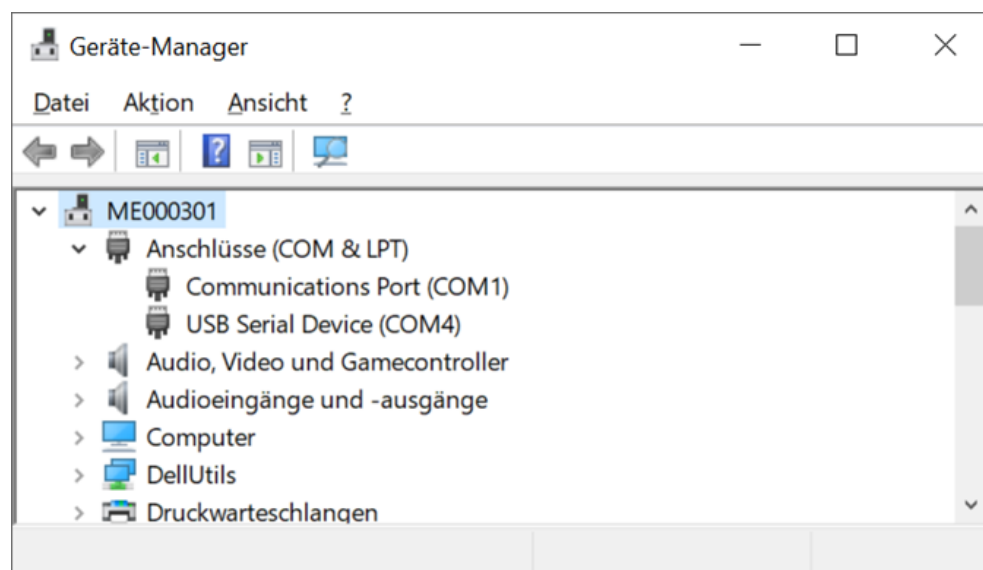 Geräte-Manager
Datei Aktion Ansicht ?
ME000301
Anschlüsse (COM & LPT)
Communications Port (COM1)
USB Serial Device (COM4)
Audio, Video und Gamecontroller
Audioeingänge und -ausgänge
Computer
DellUtils
Druckwarteschlangen